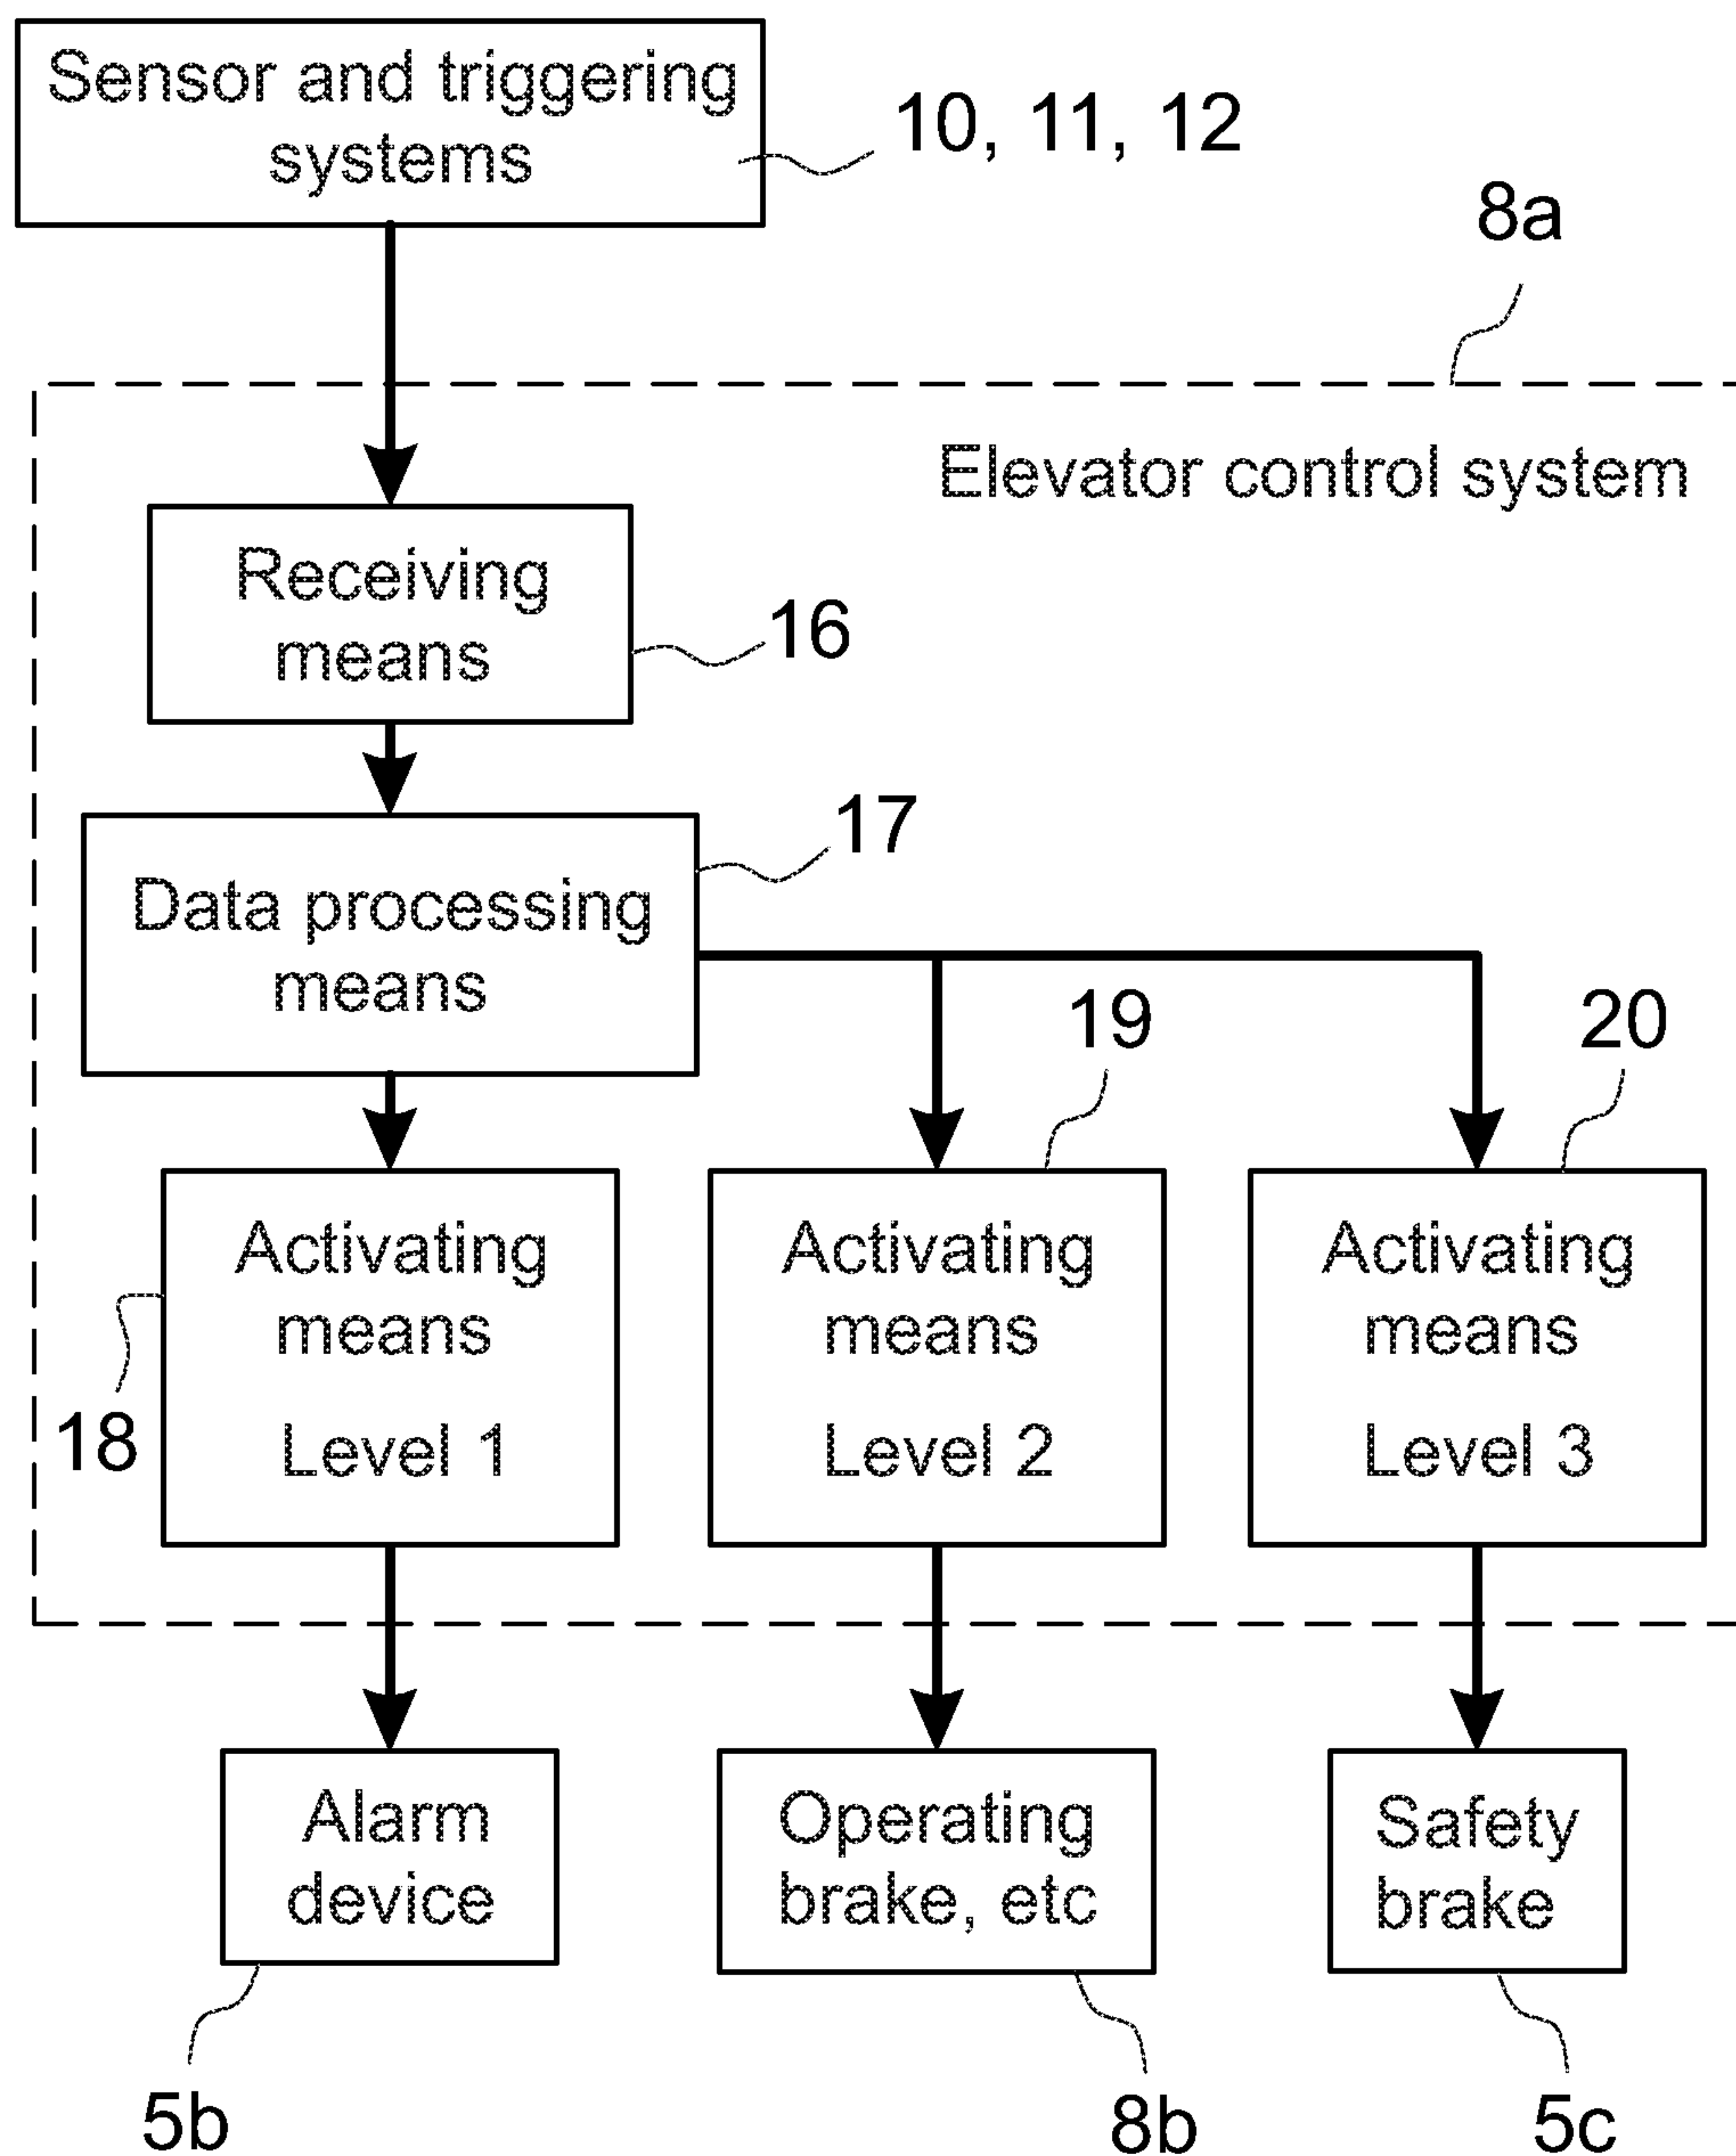 Sensor and triggering
systems
10, 11, 12
8a
Elevator control system
Receiving
means
16
17
Data processing
means
19
20
Activating
means
Level 1
18
Activating
means
Level 2
Activating
means
Level 3
Alarm
device
Operating
brake, etc
Safety
brake
5b
8b
5c